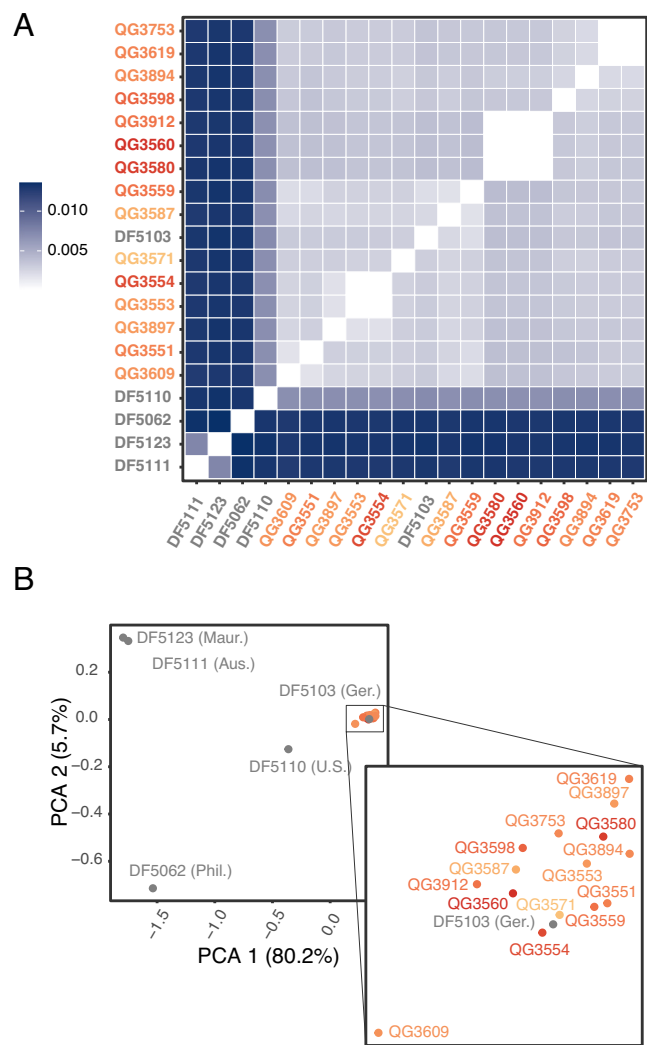 A
QG3753
QG3619
QG3894
QG3598
QG3912
QG3560
QG3580
QG3559
QG3587
DF5103
QG3571
QG3554
QG3553
QG3897
QG3551
QG3609
DF5110
DF5062
DF5123
DF5111
0.010
0.005
DF5111
DF5123
DF5062
DF5110
QG3609
QG3551
QG3897
QG3553
QG3554
QG3571
DF5103
QG3587
QG3559
QG3580
QG3560
QG3912
QG3598
QG3894
QG3619
QG3753
B
DF5123 (Maur.)
DF5111 (Aus.)
DF5103 (Ger.)
DF5110 (U.S.)
DF5062 (Phil.)
0.2
0.0
−0.2
−0.4
−0.6
PCA 2 (5.7%)
−1.5
−1.0
−0.5
0.0
PCA 1 (80.2%)
QG3619
QG3897
QG3753
QG3580
QG3598
QG3894
QG3587
QG3553
QG3912
QG3551
QG3560
QG3571
DF5103 (Ger.)
QG3559
QG3554
QG3609